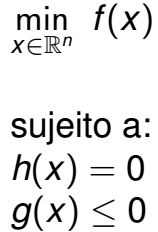 min f(x)
x∈ℝⁿ
sujeito a:
h(x) = 0
g(x) ≤ 0